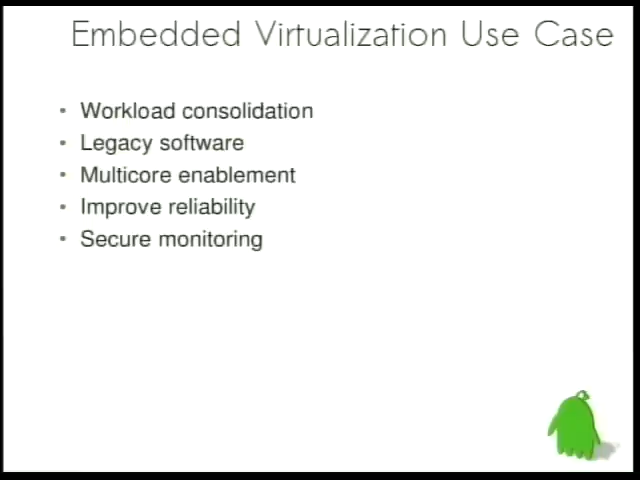 Embedded Virtualization Use Case
• Workload consolidation
• Legacy software
• Multicore enablement
• Improve reliability
• Secure monitoring